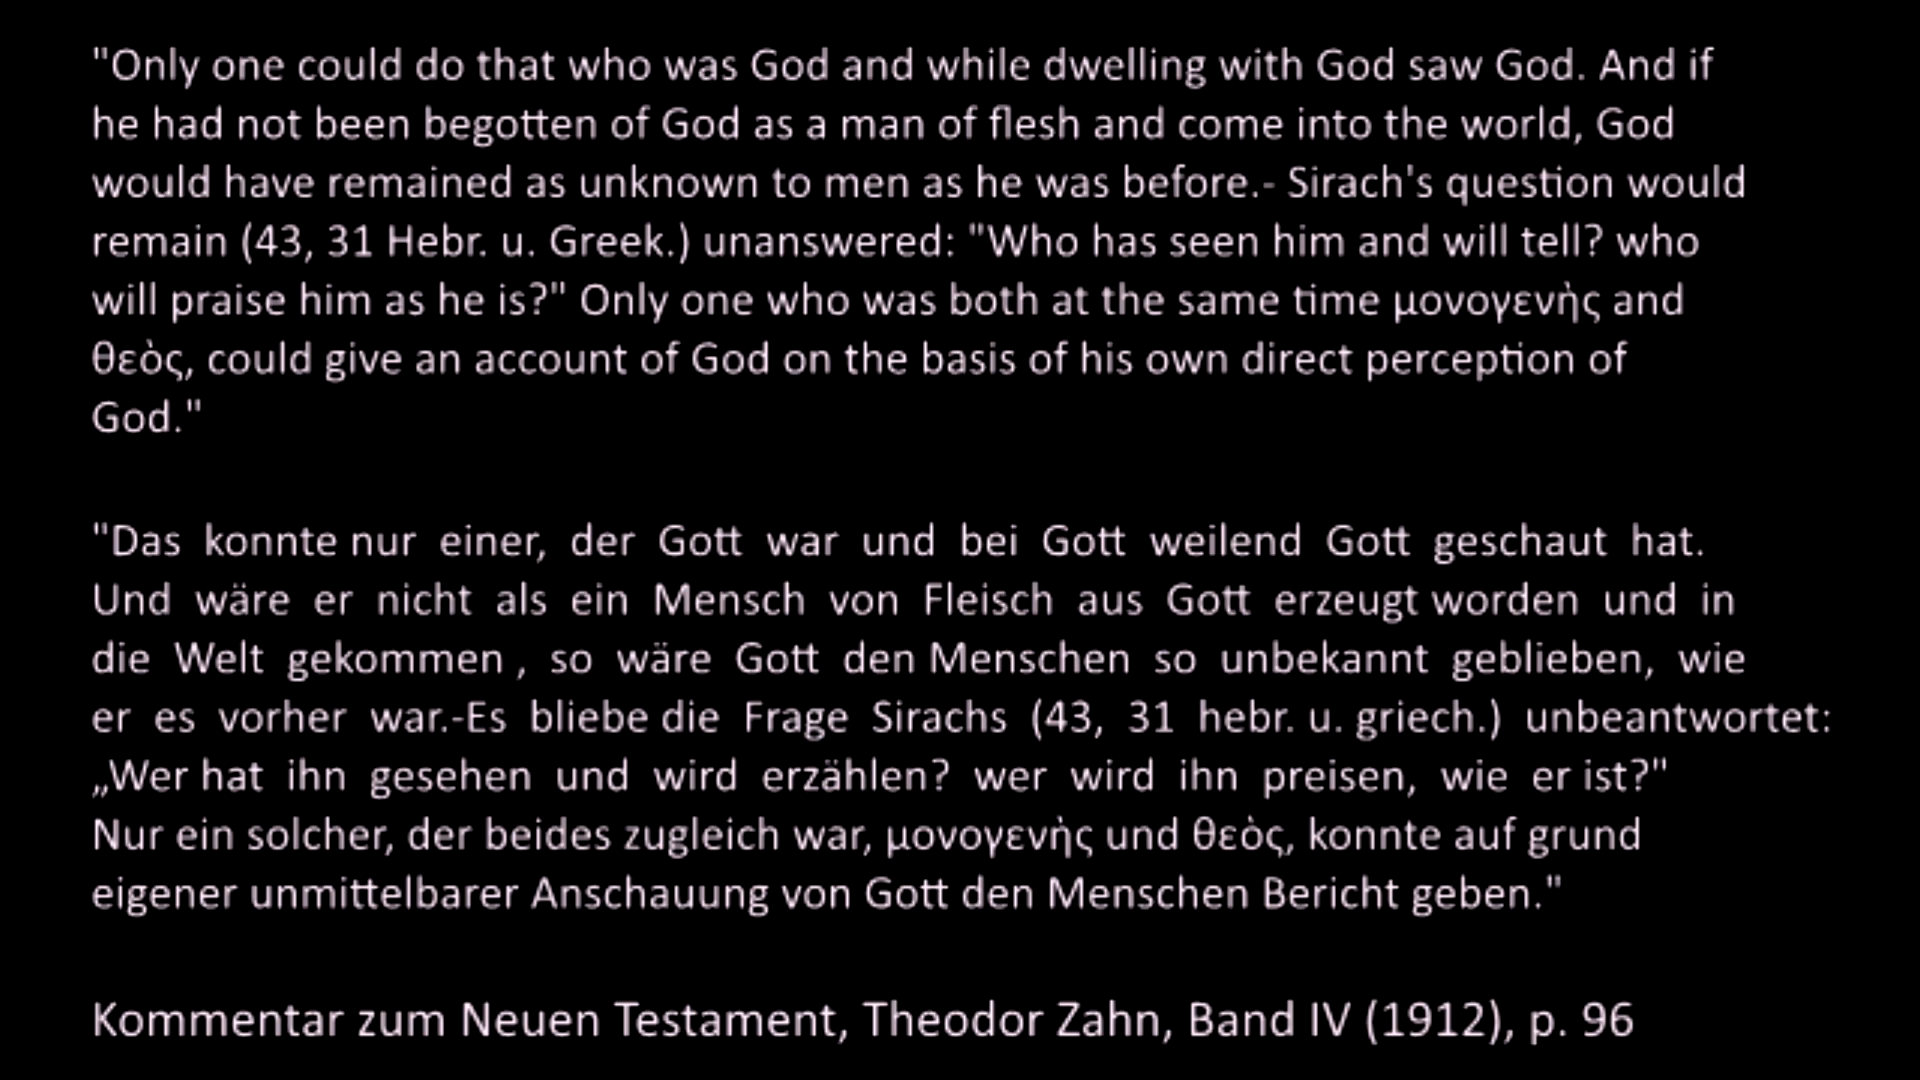 "Only one could do that who was God and while dwelling with God saw God. And if
he had not been begotten of God as a man of flesh and come into the world, God
would have remained as unknown to men as he was before.- Sirach's question would
remain (43, 31 Hebr. u. Greek.) unanswered: "Who has seen him and will tell? who
will praise him as he is?" Only one who was both at the same time μονογενὴς and
θεὸς, could give an account of God on the basis of his own direct perception of
God."
"Das konnte nur einer, der Gott war und bei Gott weilend Gott geschaut hat.
Und wäre er nicht als ein Mensch von Fleisch aus Gott erzeugt worden und in
die Welt gekommen , so wäre Gott den Menschen so unbekannt geblieben, wie
er es vorher war.-Es bliebe die Frage Sirachs (43, 31 hebr. u. griech.) unbeantwortet:
„Wer hat ihn gesehen und wird erzählen? wer wird ihn preisen, wie er ist?"
Nur ein solcher, der beides zugleich war, μονογενὴς und θεὸς, konnte auf grund
eigener unmittelbarer Anschauung von Gott den Menschen Bericht geben."
Kommentar zum Neuen Testament, Theodor Zahn, Band IV (1912), p. 96